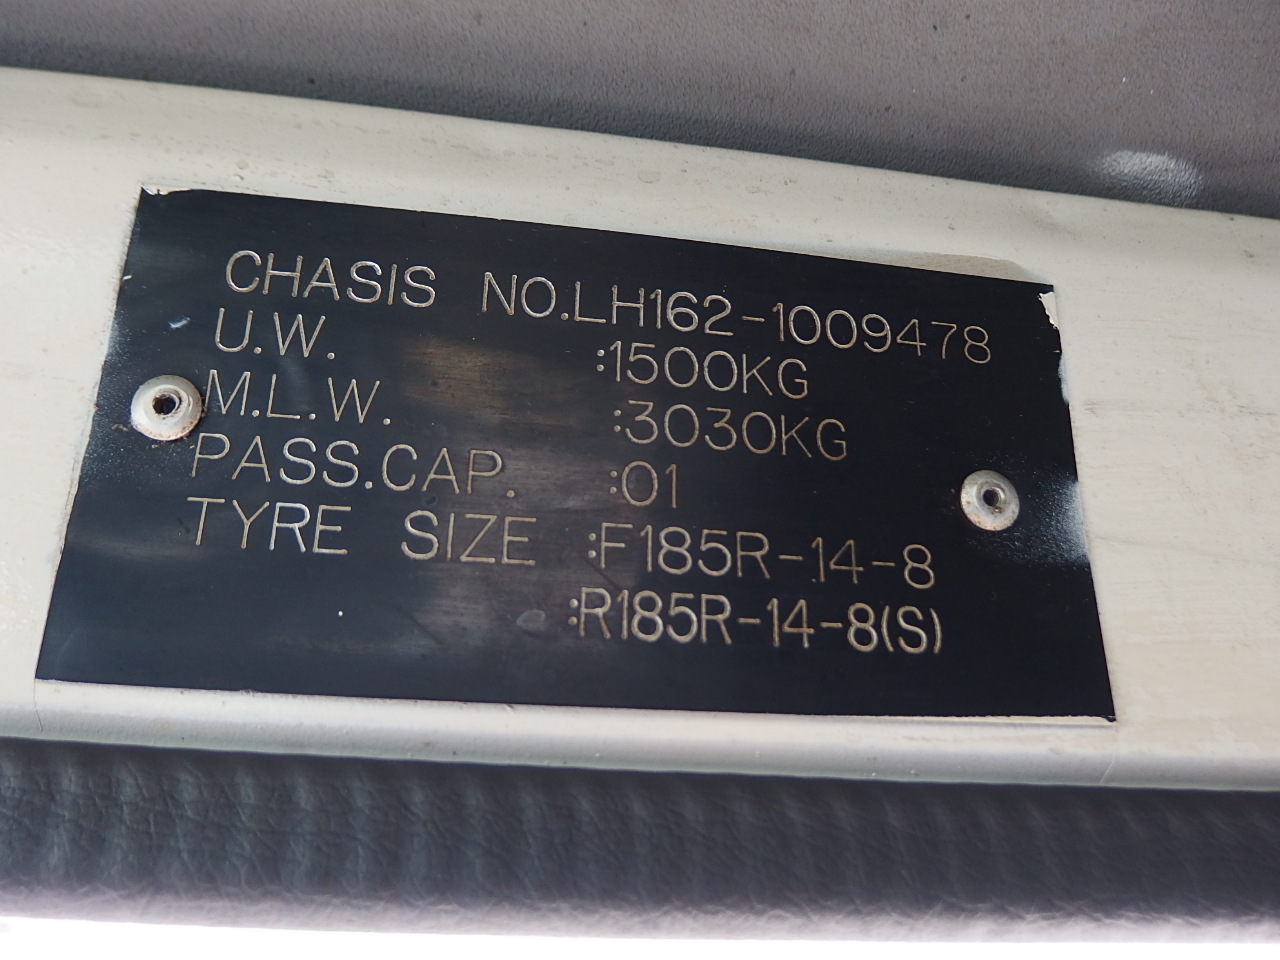 CHASIS NO.LH162-1009478
U.W. :1500KG
M.L.W. :3030KG
PASS.CAP. :01
TYRE SIZE :F185R-14-8
:R185R-14-8(S)